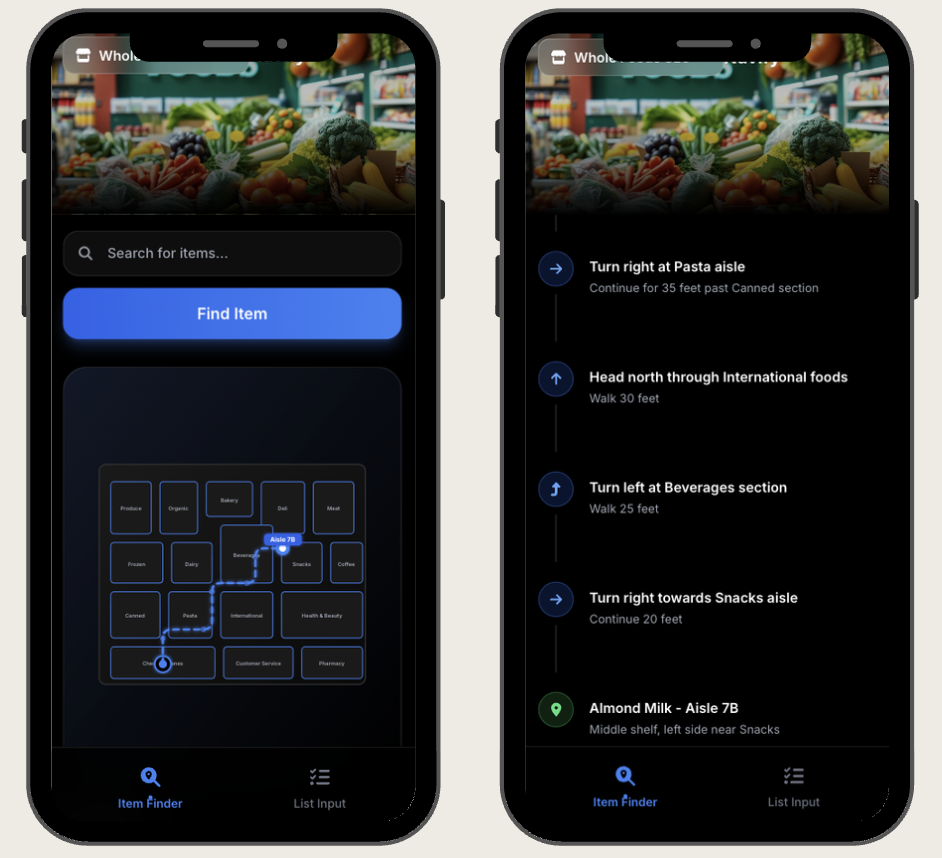 Whole
Search for items...
Find Item
Produce
Organic
Bakery
Deli
Meat
Aisle 7B
Frozen
Dairy
Snacks
Coffee
Canned
Pasta
International
Health & Beauty
Customer Service
Pharmacy
Item Finder
List Input
Whole
Turn right at Pasta aisle
Continue for 35 feet past Canned section
Head north through International foods
Walk 30 feet
Turn left at Beverages section
Walk 25 feet
Turn right towards Snacks aisle
Continue 20 feet
Almond Milk - Aisle 7B
Middle shelf, left side near Snacks
Item Finder
List Input